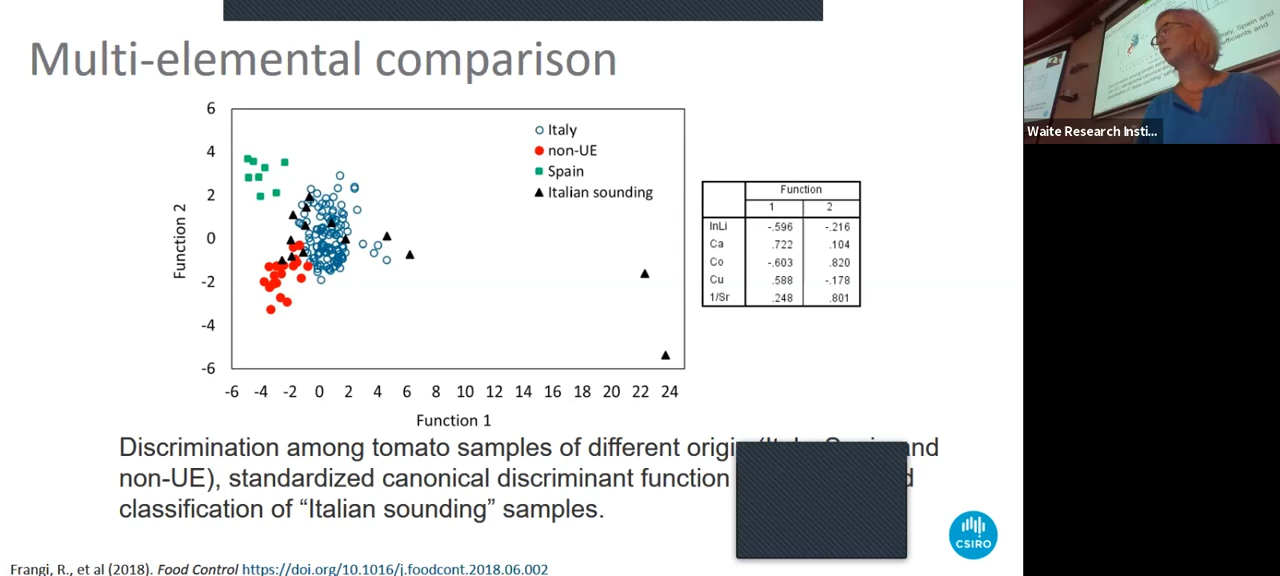 Multi-elemental comparison
6
4
2
0
-2
-4
-6
Function 2
Italy
non-UE
Spain
Italian sounding
-6 -4 -2 0 2 4 6 8 10 12 14 16 18 20 22 24
Function 1
Function
1 2
lnLi -.596 -.216
Ca .722 .104
Co -.603 .820
Cu .588 -.178
1/Sr .248 .801
Discrimination among tomato samples of different and
non-UE), standardized canonical discriminant function
classification of “Italian sounding” samples.
CSIRO
Frangi, R., et al (2018). Food Control https://doi.org/10.1016/j.foodcont.2018.06.002
Waite Research Insti...
Italy, Spain and